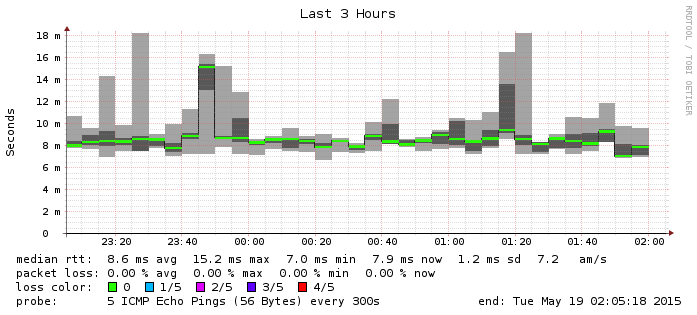 Last 3 Hours
RRDTOOL / TOBI OETIKER
Seconds
18 m
16 m
14 m
12 m
10 m
8 m
6 m
4 m
2 m
0
23:20 23:40 00:00 00:20 00:40 01:00 01:20 01:40 02:00
median rtt: 8.6 ms avg 15.2 ms max 7.0 ms min 7.9 ms now 1.2 ms sd 7.2 am/s
packet loss: 0.00 % avg 0.00 % max 0.00 % min 0.00 % now
loss color: 0 1/5 2/5 3/5 4/5
probe: 5 ICMP Echo Pings (56 Bytes) every 300s end: Tue May 19 02:05:18 2015